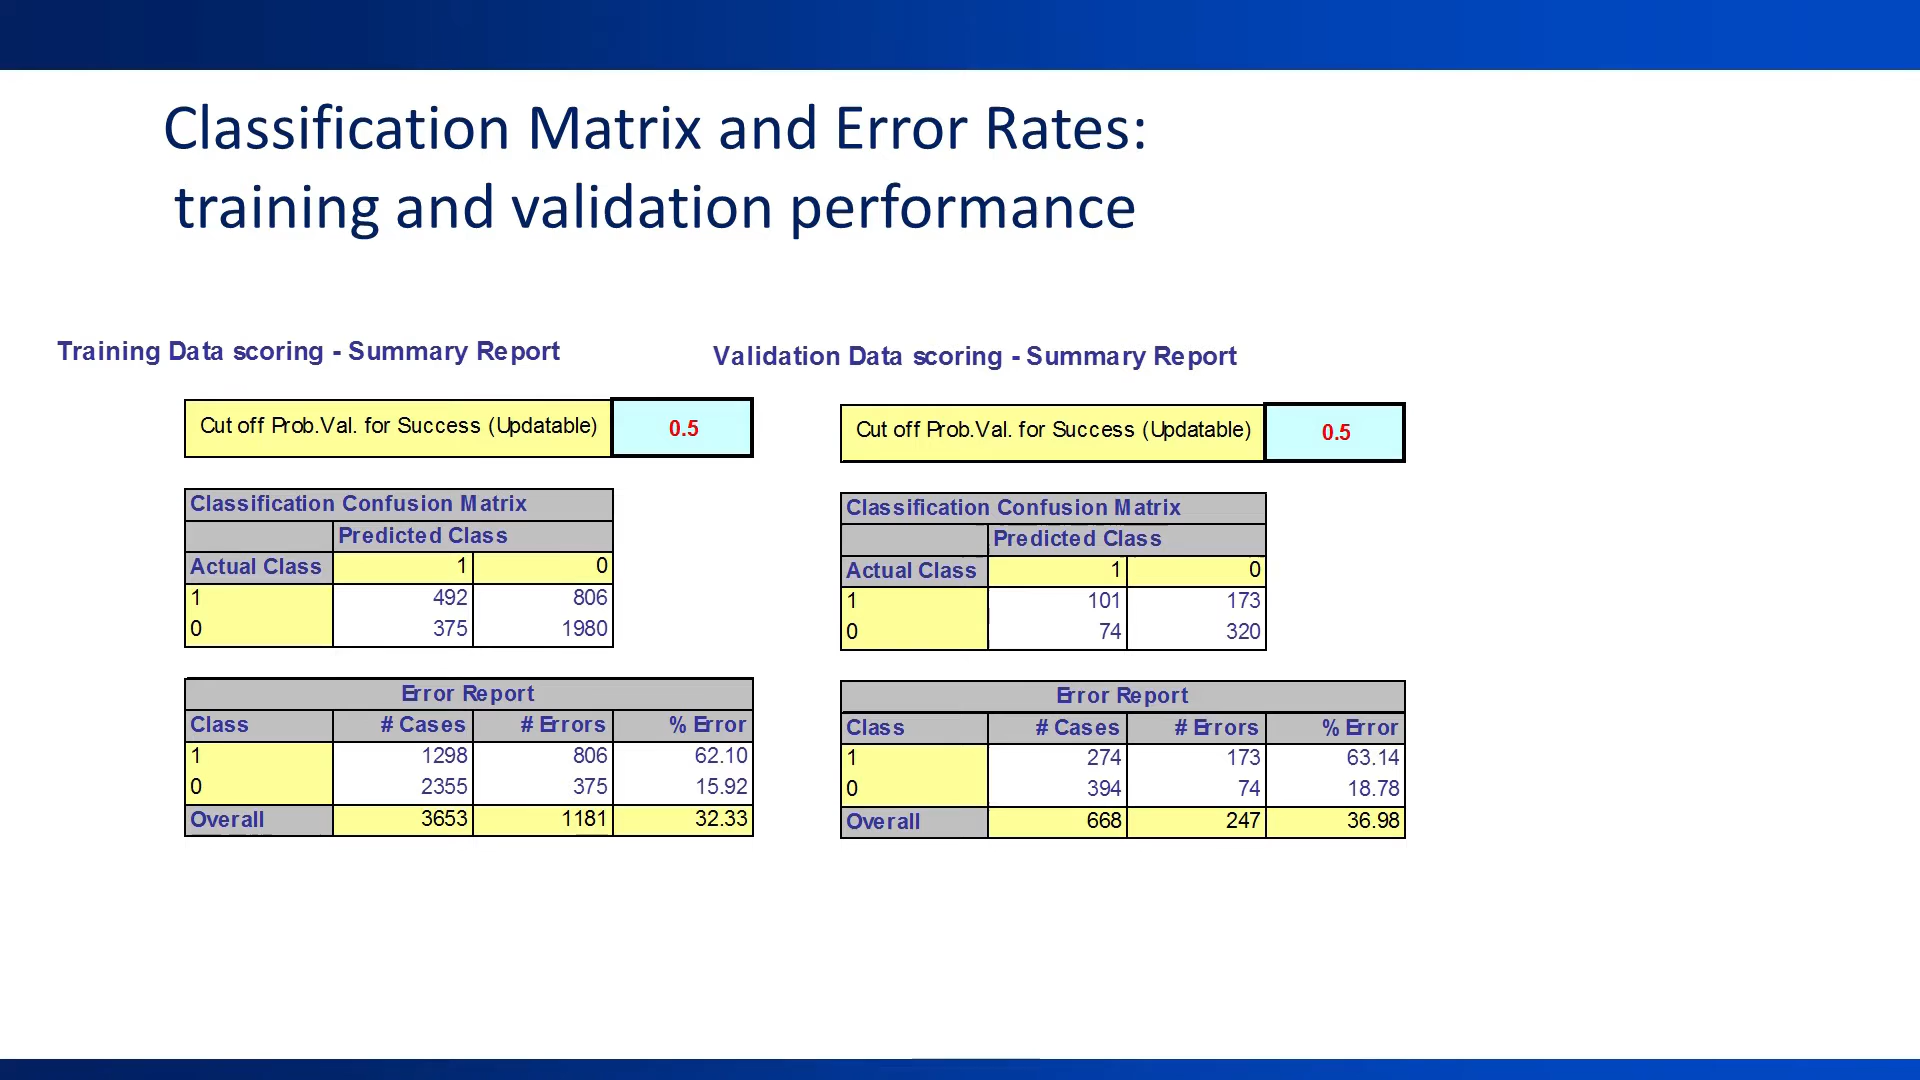 Classification Matrix and Error Rates:
training and validation performance
Training Data scoring - Summary Report
Cut off Prob.Val. for Success (Updatable) 0.5
Classification Confusion Matrix
Predicted Class
Actual Class 1 0
1 492 806
0 375 1980
Error Report
Class # Cases # Errors % Error
1 1298 806 62.10
0 2355 375 15.92
Overall 3653 1181 32.33
Validation Data scoring - Summary Report
Cut off Prob.Val. for Success (Updatable) 0.5
Classification Confusion Matrix
Predicted Class
Actual Class 1 0
1 101 173
0 74 320
Error Report
Class # Cases # Errors % Error
1 274 173 63.14
0 394 74 18.78
Overall 668 247 36.98